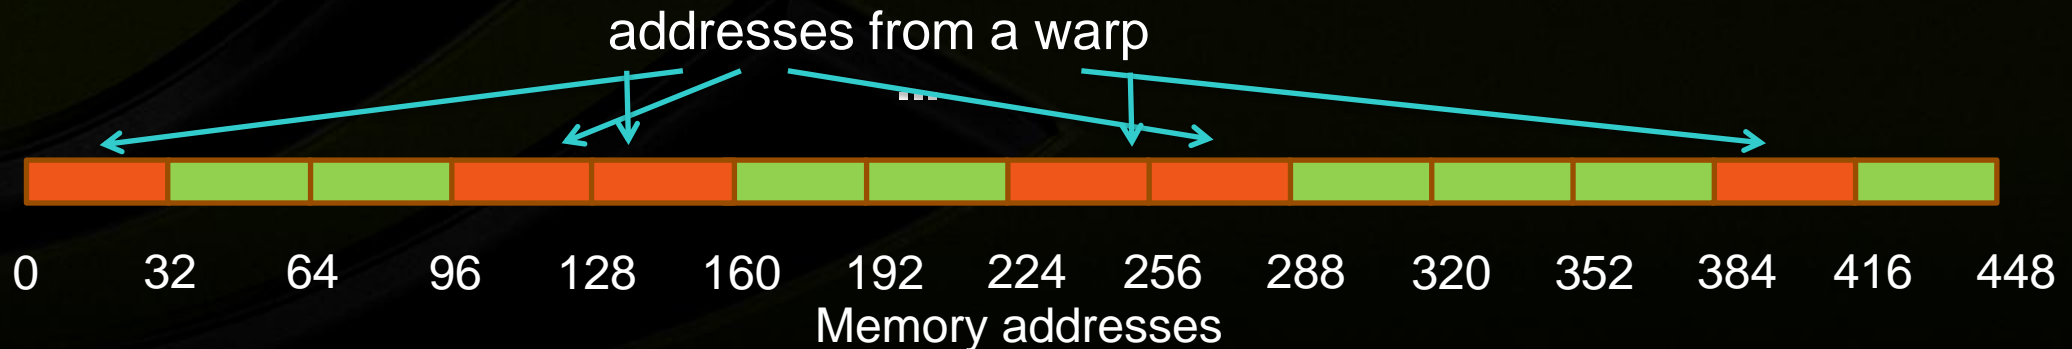 addresses from a warp
...
0 32 64 96 128 160 192 224 256 288 320 352 384 416 448
Memory addresses